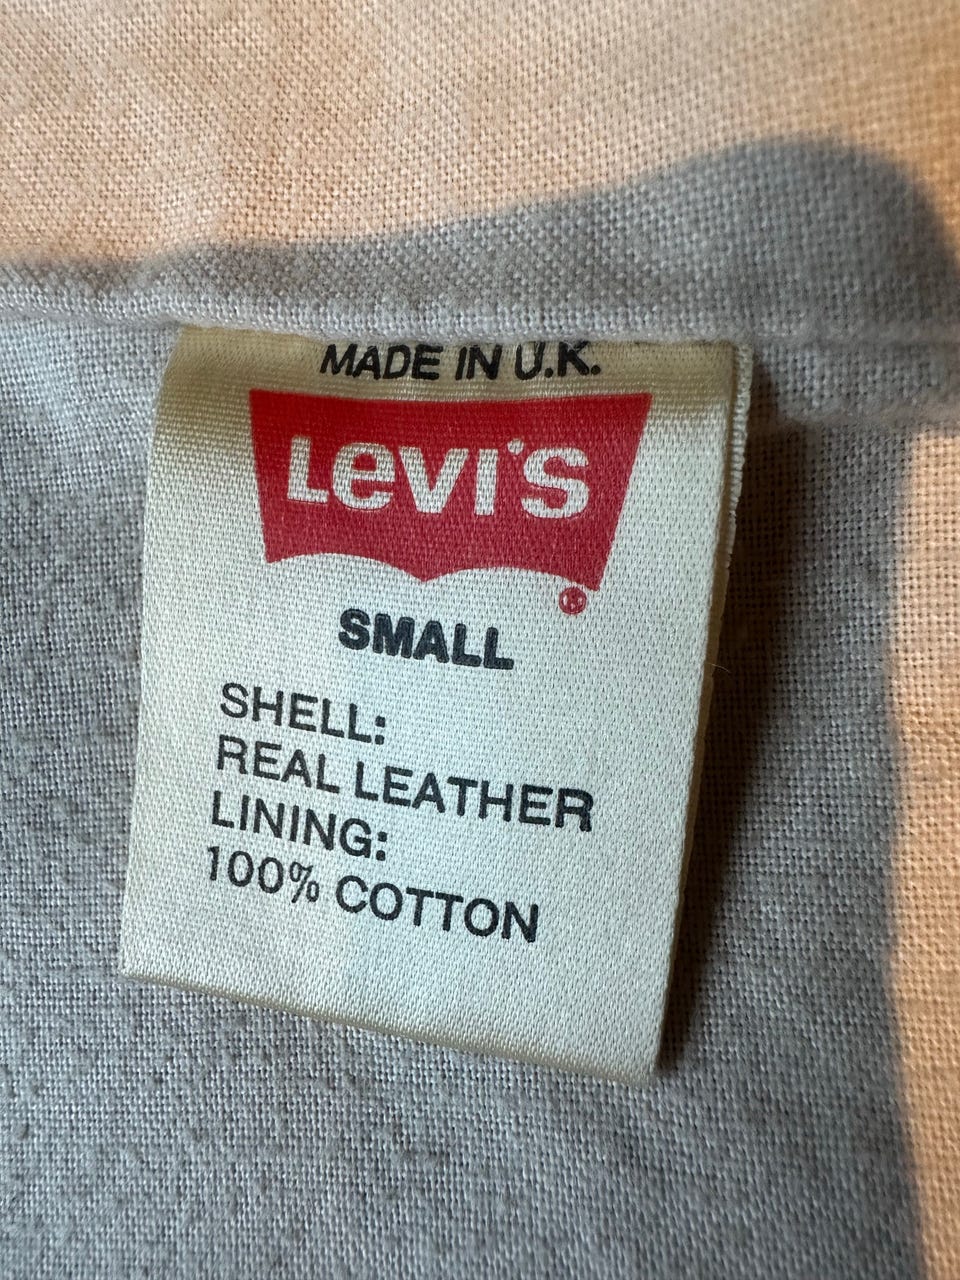 MADE IN U.K.
Levi's
®
SMALL
SHELL:
REAL LEATHER
LINING:
100% COTTON